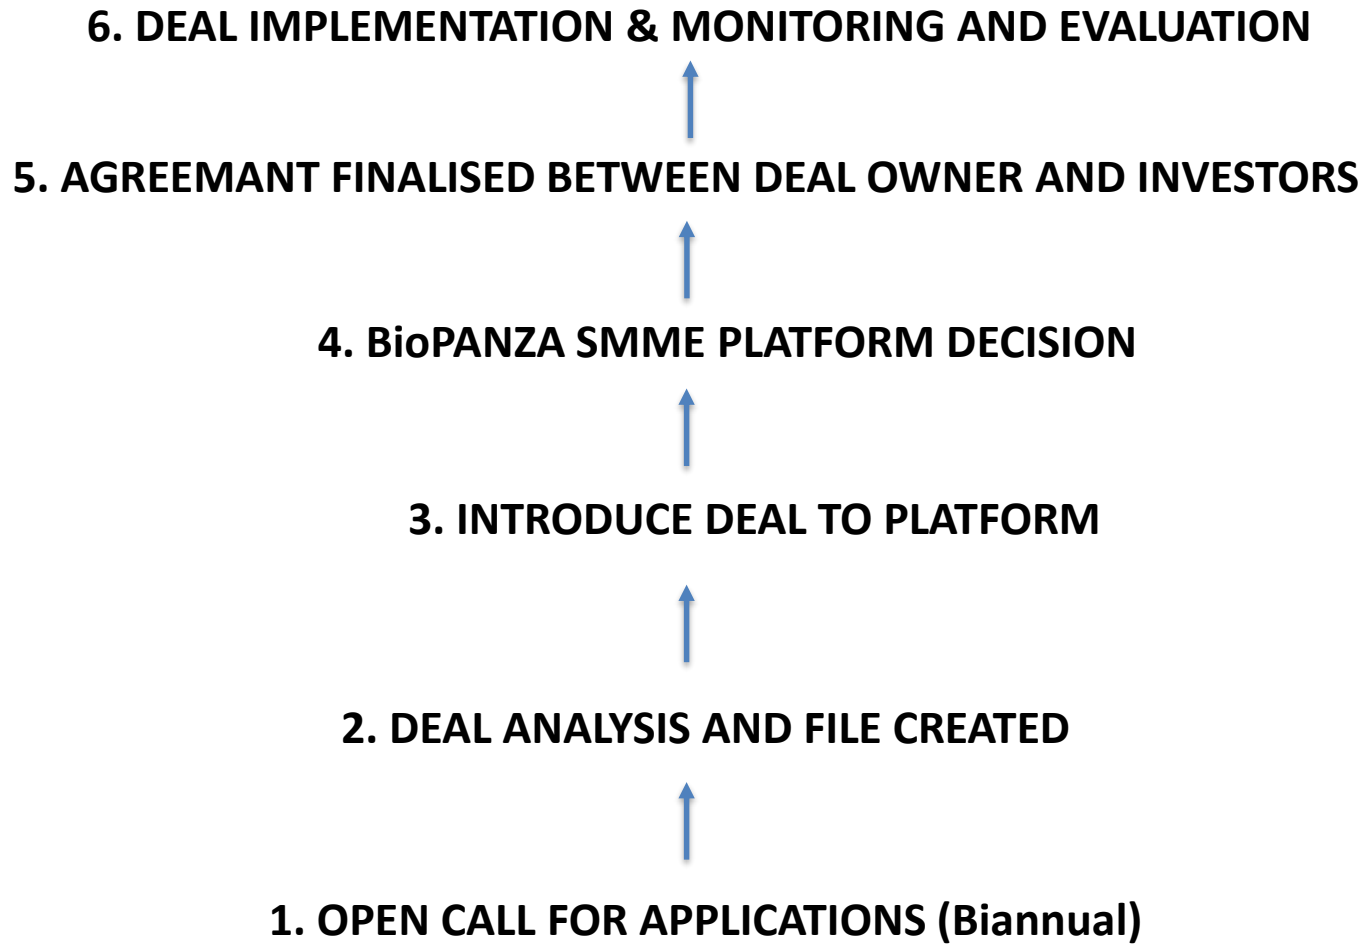 6. DEAL IMPLEMENTATION & MONITORING AND EVALUATION
5. AGREEMANT FINALISED BETWEEN DEAL OWNER AND INVESTORS
4. BioPANZA SMME PLATFORM DECISION
3. INTRODUCE DEAL TO PLATFORM
2. DEAL ANALYSIS AND FILE CREATED
1. OPEN CALL FOR APPLICATIONS (Biannual)